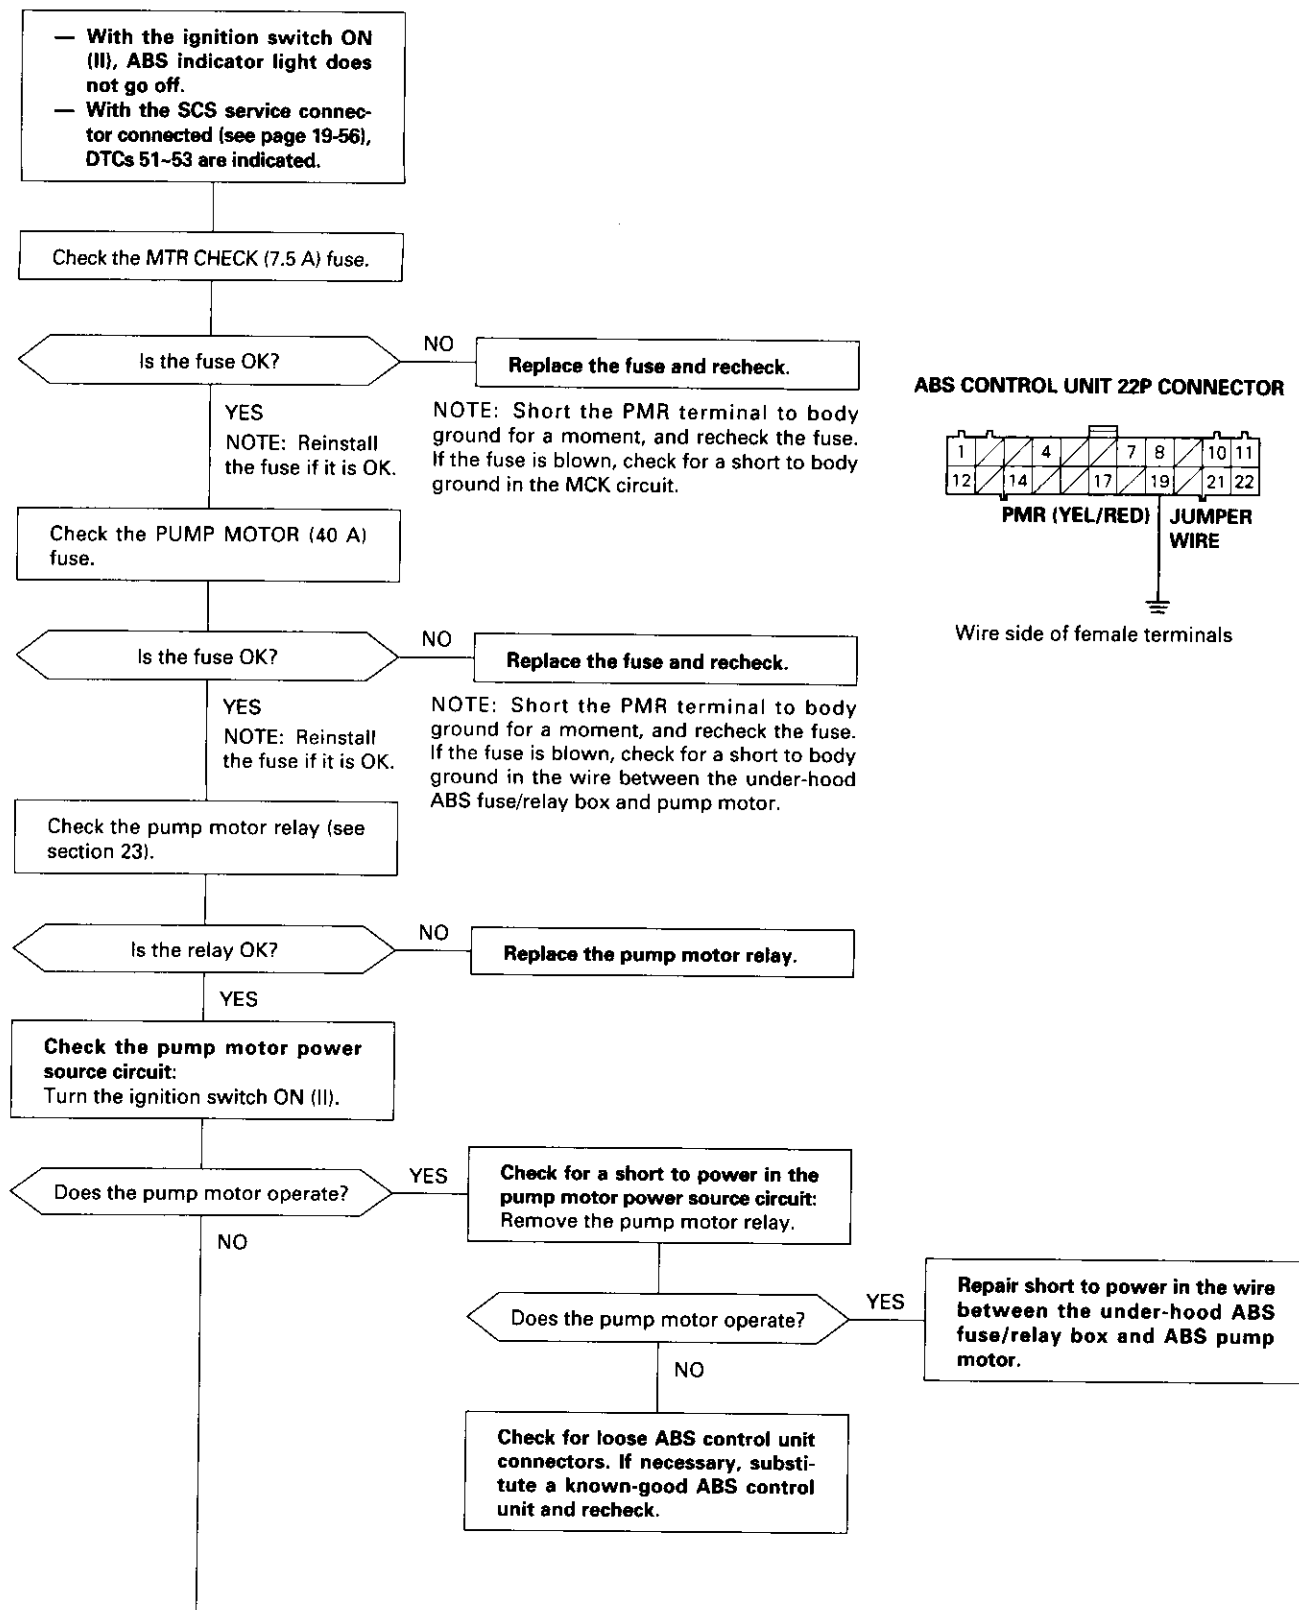 — With the ignition switch ON
(II), ABS indicator light does
not go off.
— With the SCS service connec-
tor connected (see page 19-56),
DTCs 51~53 are indicated.
Check the MTR CHECK (7.5 A) fuse.
Is the fuse OK?
NO
Replace the fuse and recheck.
NOTE: Short the PMR terminal to body
ground for a moment, and recheck the fuse.
If the fuse is blown, check for a short to body
ground in the MCK circuit.
YES
NOTE: Reinstall
the fuse if it is OK.
ABS CONTROL UNIT 22P CONNECTOR
1 4 7 8 10 11
12 14 17 19 21 22
PMR (YEL/RED)
JUMPER
WIRE
Wire side of female terminals
Check the PUMP MOTOR (40 A)
fuse.
Is the fuse OK?
NO
Replace the fuse and recheck.
NOTE: Short the PMR terminal to body
ground for a moment, and recheck the fuse.
If the fuse is blown, check for a short to body
ground in the wire between the under-hood
ABS fuse/relay box and pump motor.
YES
NOTE: Reinstall
the fuse if it is OK.
Check the pump motor relay (see
section 23).
Is the relay OK?
NO
Replace the pump motor relay.
YES
Check the pump motor power
source circuit:
Turn the ignition switch ON (II).
Does the pump motor operate?
YES
Check for a short to power in the
pump motor power source circuit:
Remove the pump motor relay.
NO
Does the pump motor operate?
YES
Repair short to power in the wire
between the under-hood ABS
fuse/relay box and ABS pump
motor.
NO
Check for loose ABS control unit
connectors. If necessary, substi-
tute a known-good ABS control
unit and recheck.